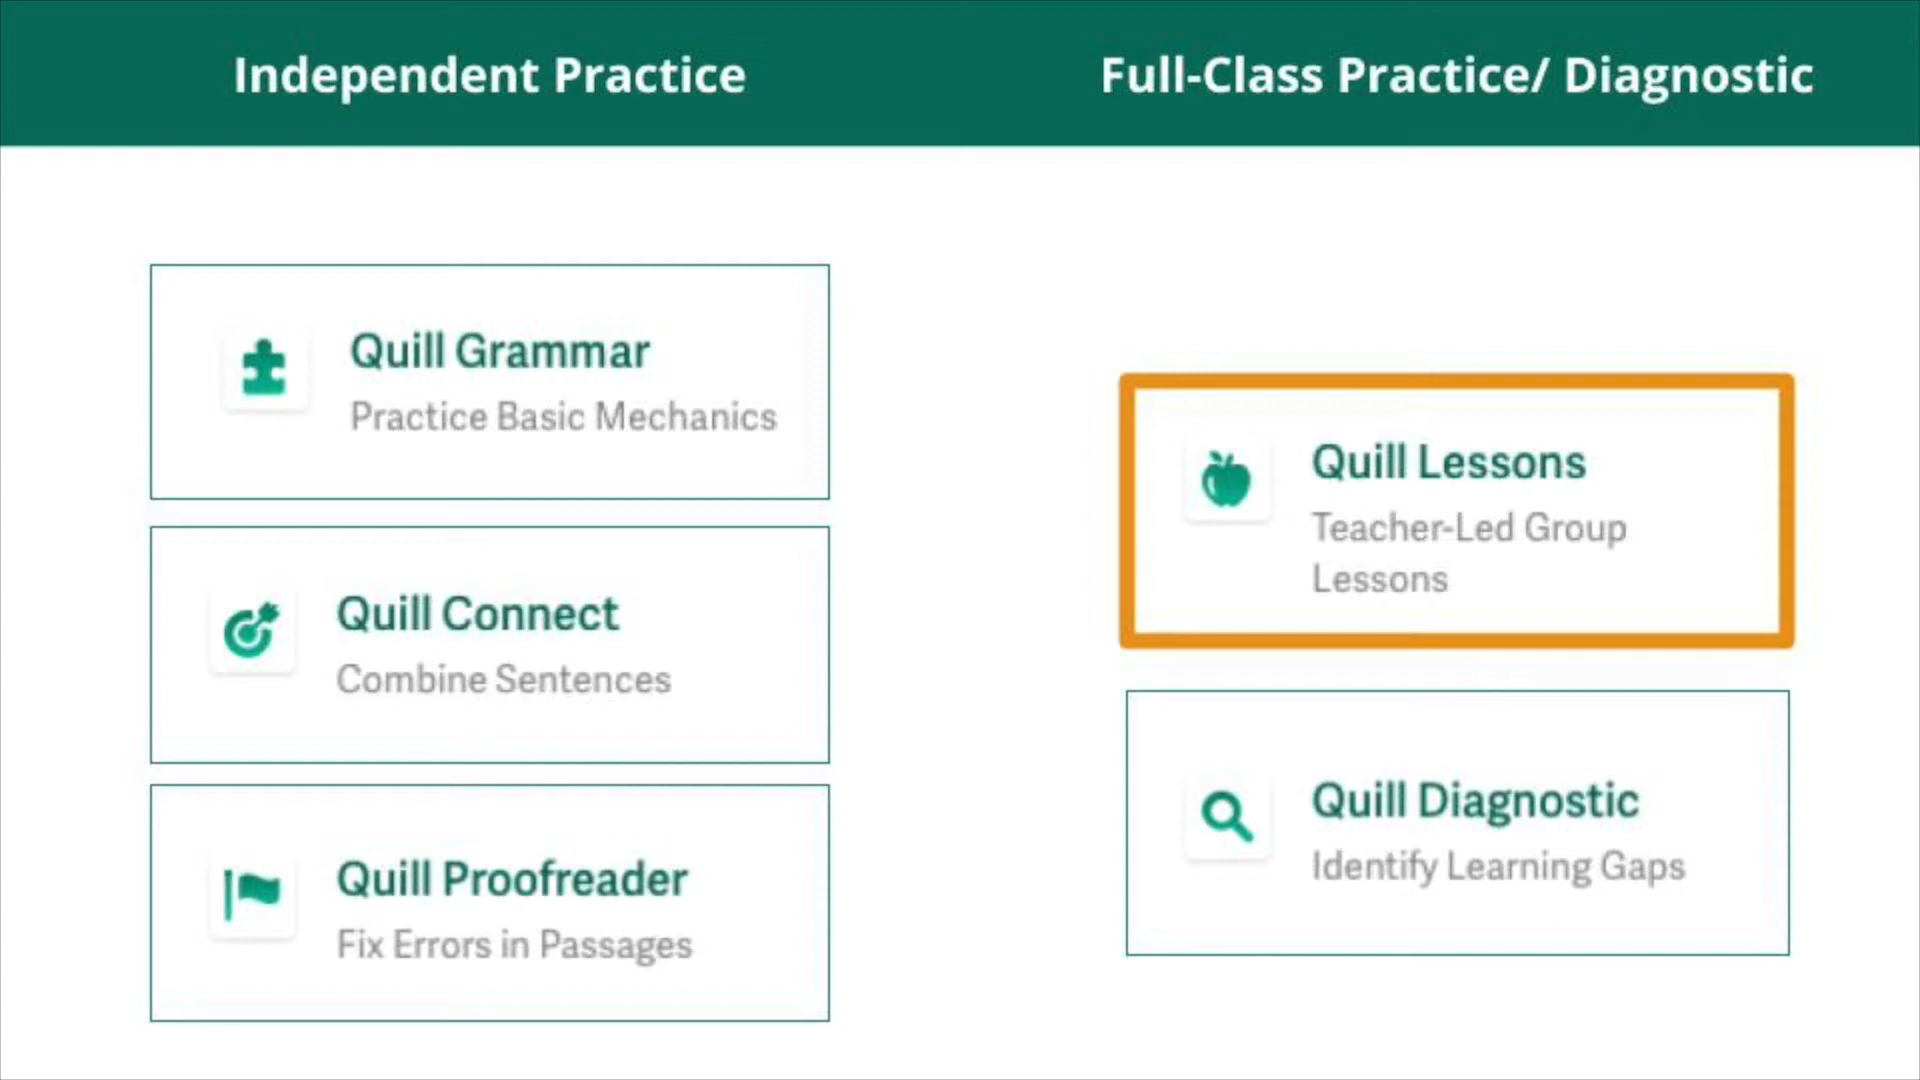 Independent Practice
Full-Class Practice/ Diagnostic
Quill Grammar
Practice Basic Mechanics
Quill Connect
Combine Sentences
Quill Proofreader
Fix Errors in Passages
Quill Lessons
Teacher-Led Group
Lessons
Quill Diagnostic
Identify Learning Gaps